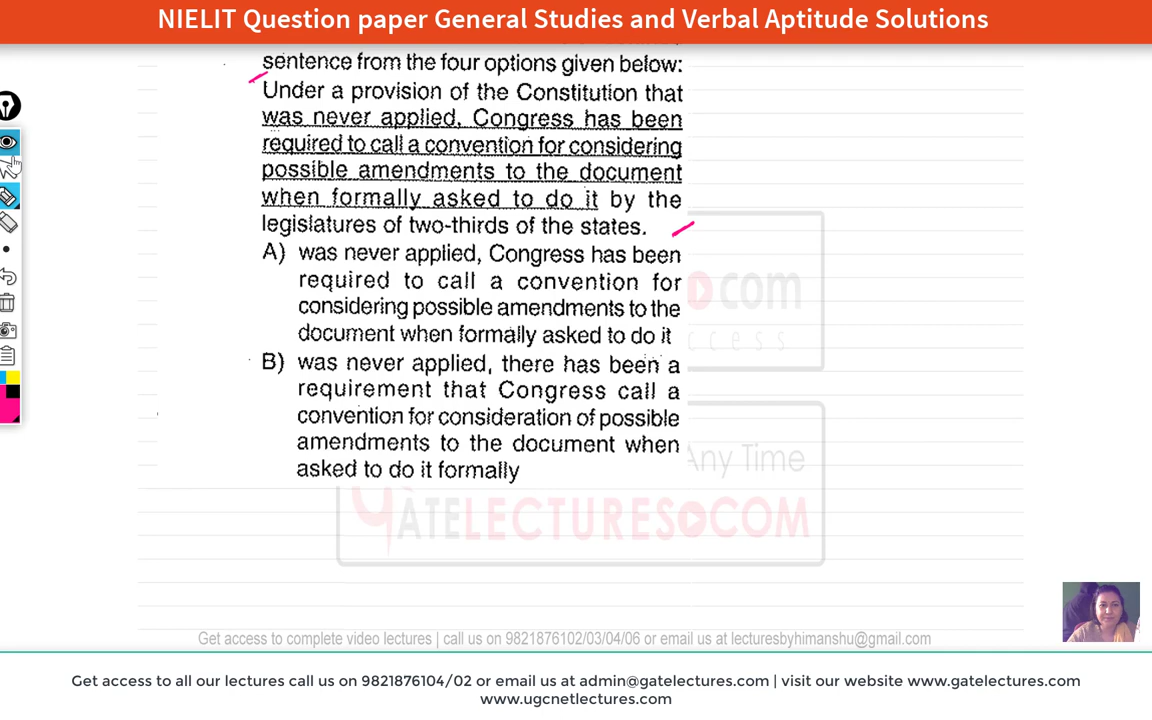 NIELIT Question paper General Studies and Verbal Aptitude Solutions
sentence from the four options given below:
Under a provision of the Constitution that
was never applied, Congress has been
required to call a convention for considering
possible amendments to the document
when formally asked to do it by the
legislatures of two-thirds of the states.
A) was never applied, Congress has been
required to call a convention for
considering possible amendments to the
document when formally asked to do it
B) was never applied, there has been a
requirement that Congress call a
convention for consideration of possible
amendments to the document when
asked to do it formally
com
ccess
Any Time
GATELECTURES.COM
Get access to complete video lectures | call us on 9821876102/03/04/06 or email us at lecturesbyhimanshu@gmail.com
Get access to all our lectures call us on 9821876104/02 or email us at admin@gatelectures.com | visit our website www.gatelectures.com
www.ugcnetlectures.com